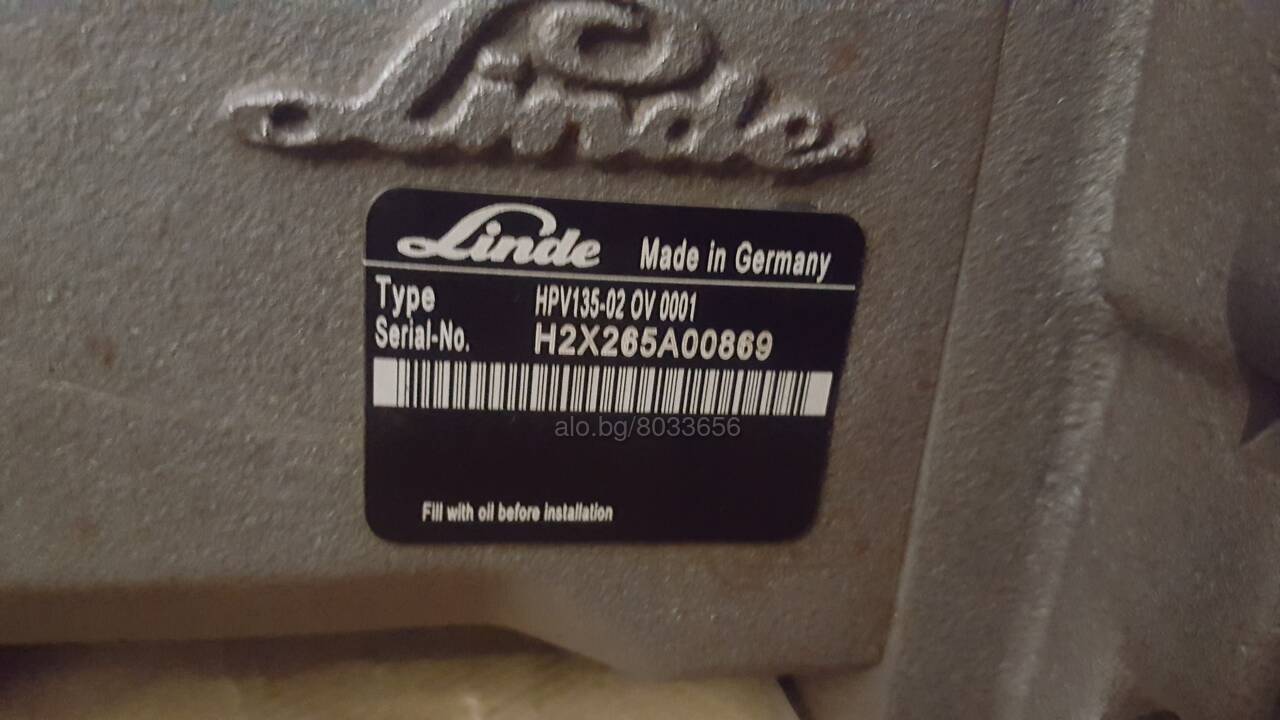 Linde
Linde Made in Germany
Type HPV135-02 OV 0001
Serial-No. H2X265A00869
alo.bg/8033656
Fill with oil before installation